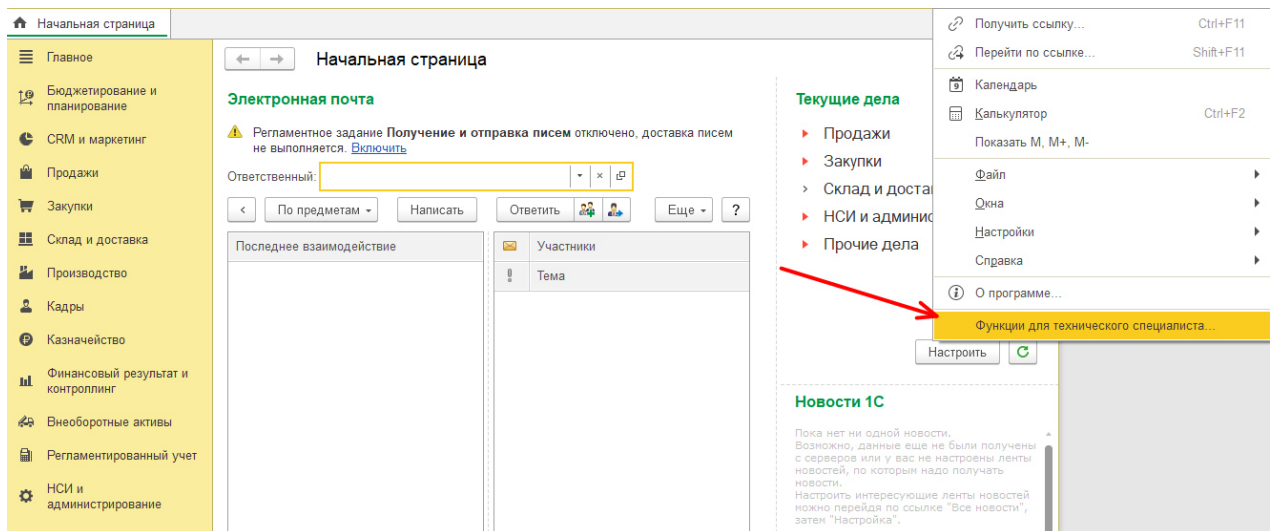 Начальная страница
Главное
Бюджетирование и
планирование
CRM и маркетинг
Продажи
Закупки
Склад и доставка
Производство
Кадры
Казначейство
Финансовый результат и
контроллинг
Внеоборотные активы
Регламентированный учет
НСИ и
администрирование
Начальная страница
Электронная почта
Регламентное задание Получение и отправка писем отключено, доставка писем
не выполняется. Включить
Ответственный:
По предметам
Написать
Ответить
Еще
?
Последнее взаимодействие
Участники
Тема
Текущие дела
Продажи
Закупки
Склад и достав
НСИ и админис
Прочие дела
Настроить
Новости 1С
Пока нет ни одной новости.
Возможно, данные еще не были получены
с серверов или у вас не настроены ленты
новостей, по которым надо получать
новости.
Настроить интересующие ленты новостей
можно перейдя по ссылке "Все новости",
затем "Настройка".
Получить ссылку... Ctrl+F11
Перейти по ссылке... Shift+F11
Календарь
Калькулятор Ctrl+F2
Показать M, M+, M-
Файл
Окна
Настройки
Справка
О программе...
Функции для технического специалиста...